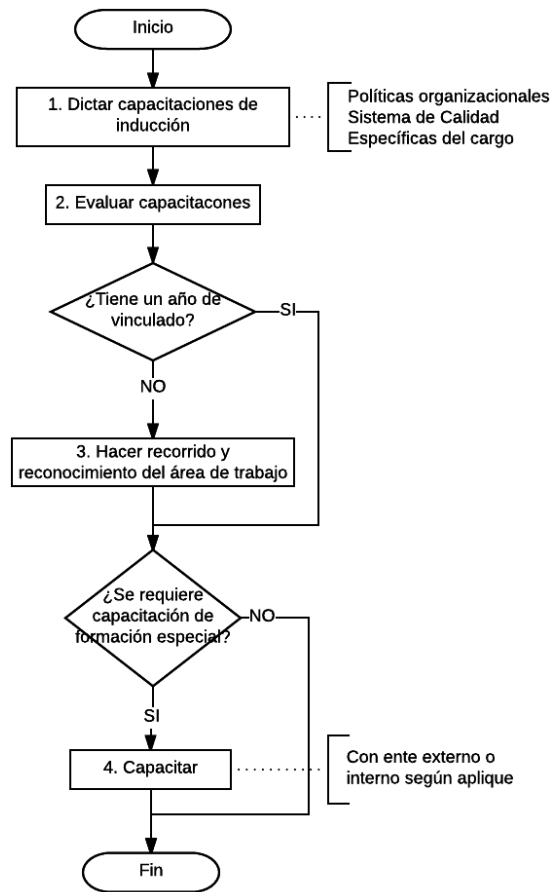 Inicio
1. Dictar capacitaciones de
inducción
Políticas organizacionales
Sistema de Calidad
Específicas del cargo
2. Evaluar capacitacones
¿Tiene un año de
vinculado?
SI
NO
3. Hacer recorrido y
reconocimiento del área de trabajo
¿Se requiere
capacitación de
formación especial?
NO
SI
4. Capacitar
Con ente externo o
interno según aplique
Fin